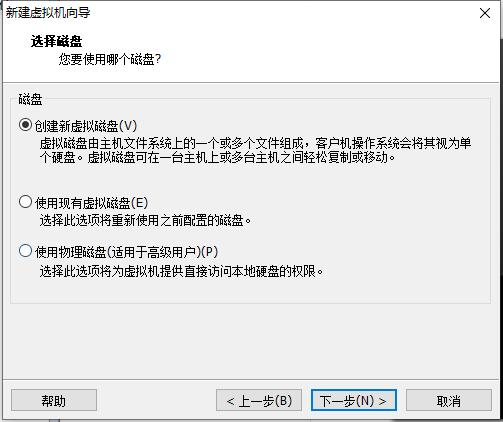 新建虚拟机向导
选择磁盘
您要使用哪个磁盘?
磁盘
创建新虚拟磁盘(V)
虚拟磁盘由主机文件系统上的一个或多个文件组成，客户机操作系统会将其视为单
个硬盘。虚拟磁盘可在一台主机上或多台主机之间轻松复制或移动。
使用现有虚拟磁盘(E)
选择此选项将重新使用之前配置的磁盘。
使用物理磁盘(适用于高级用户)(P)
选择此选项将为虚拟机提供直接访问本地硬盘的权限。
帮助
< 上一步(B)
下一步(N) >
取消